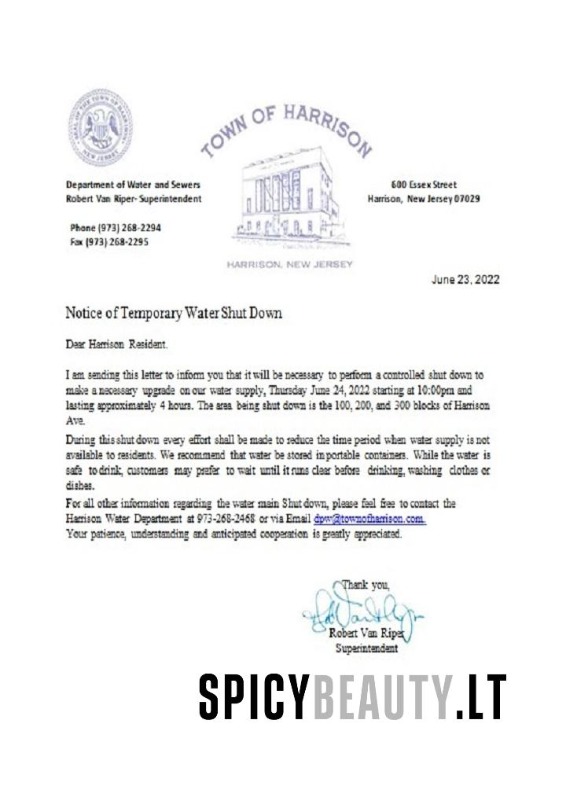 SEAL OF THE TOWN OF HARRISON
NEW JERSEY
TOWN OF HARRISON
HARRISON, NEW JERSEY
Department of Water and Sewers
Robert Van Riper- Superintendent
Phone (973) 268-2294
Fax (973) 268-2295
600 Essex Street
Harrison, New Jersey 07029
June 23, 2022
Notice of Temporary Water Shut Down
Dear Harrison Resident.
I am sending this letter to inform you that it will be necessary to perform a controlled shut down to
make a necessary upgrade on our water supply, Thursday June 24, 2022 starting at 10:00pm and
lasting approximately 4 hours. The area being shut down is the 100, 200, and 300 blocks of Harrison
Ave.
During this shut down every effort shall be made to reduce the time period when water supply is not
available to residents. We recommend that water be stored in portable containers. While the water is
safe to drink, customers may prefer to wait until it runs clear before drinking, washing clothes or
dishes.
For all other information regarding the water main Shut down, please feel free to contact the
Harrison Water Department at 973-268-2468 or via Email dpw@townofharrison.com.
Your patience, understanding and anticipated cooperation is greatly appreciated.
Thank you,
Robert Van Riper
Superintendent
SPICYBEAUTY.LT